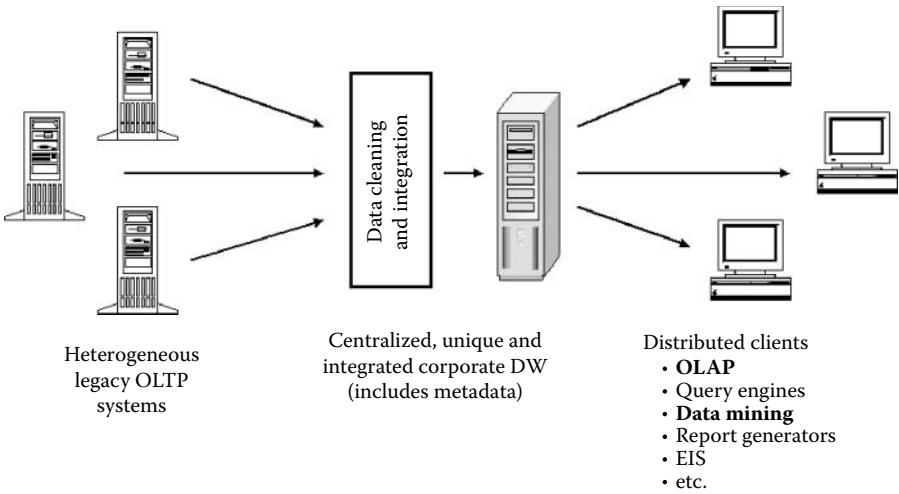 Data cleaning
and integration
Heterogeneous
legacy OLTP
systems
Centralized, unique and
integrated corporate DW
(includes metadata)
Distributed clients
• OLAP
• Query engines
• Data mining
• Report generators
• EIS
• etc.